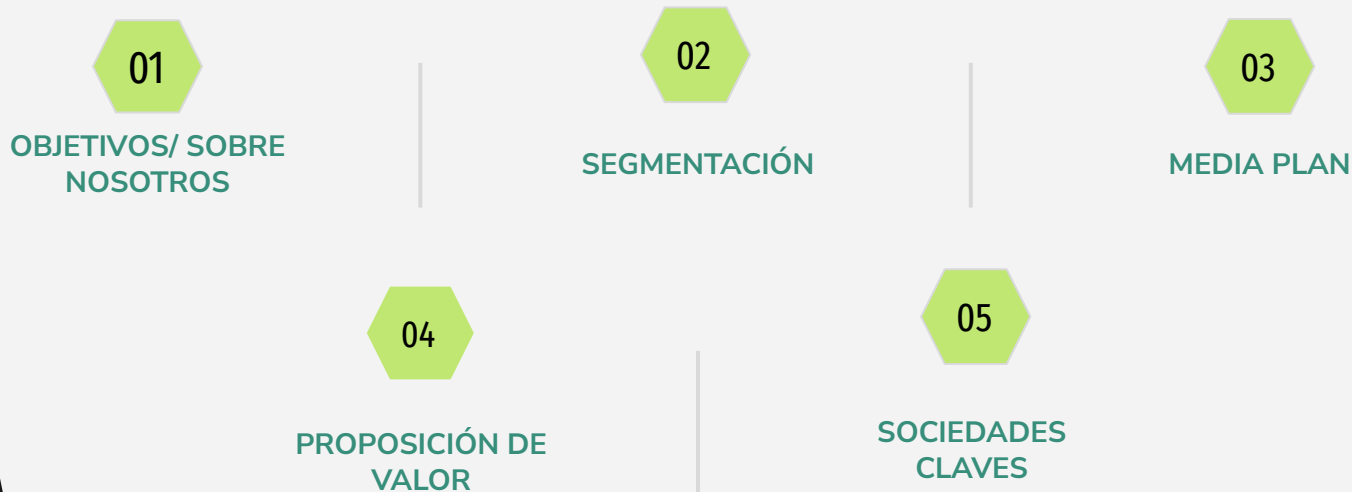 01
OBJETIVOS/ SOBRE
NOSOTROS
02
SEGMENTACIÓN
03
MEDIA PLAN
04
PROPOSICIÓN DE
VALOR
05
SOCIEDADES
CLAVES